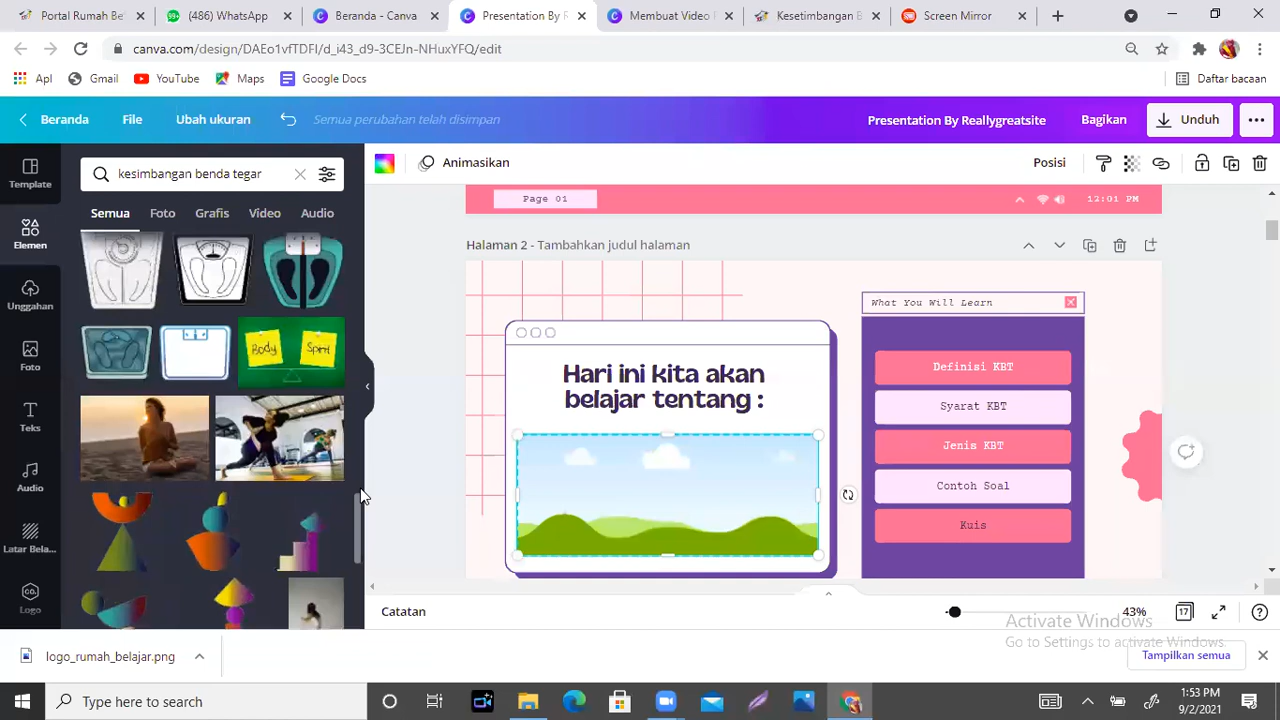 Portal Rumah Be
(486) WhatsApp
Beranda - Canva
Presentation By R
Membuat Video
Kesetimbangan B
Screen Mirror
canva.com/design/DAEo1vfTDFI/d_i43_d9-3CEJn-NHuxYFQ/edit
Apl
Gmail
YouTube
Maps
Google Docs
Daftar bacaan
Beranda
File
Ubah ukuran
Semua perubahan telah disimpan
Presentation By Reallygreatsite
Bagikan
Unduh
Template
kesimbangan benda tegar
Animasikan
Posisi
Elemen
Semua
Foto
Grafis
Video
Audio
Page 01
12:01 PM
Halaman 2 - Tambahkan judul halaman
Unggahan
Foto
Teks
Audio
Latar Bela...
Logo
Body
Spirit
What You Will Learn
Hari ini kita akan
belajar tentang :
Definisi KBT
Syarat KBT
Jenis KBT
Contoh Soal
Kuis
Catatan
43%
17
Activate Windows
Go to Settings to activate Windows.
logo_rumah_belajar.png
Tampilkan semua
Type here to search
1:53 PM
9/2/2021